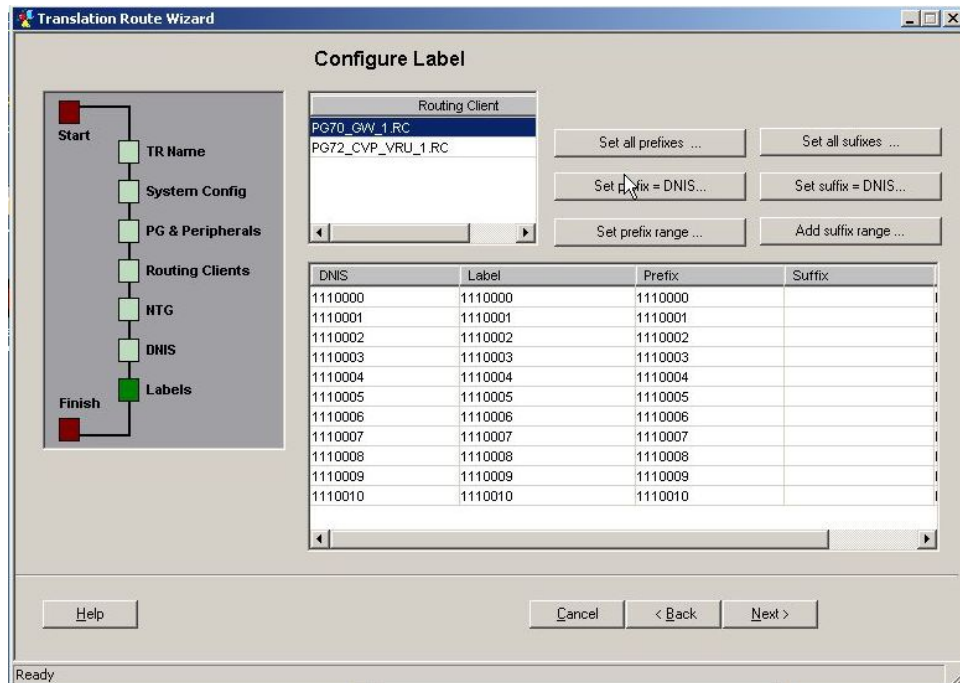 Translation Route Wizard
Configure Label
Start
TR Name
System Config
PG & Peripherals
Routing Clients
NTG
DNIS
Labels
Finish
Routing Client
PG70_GW_1.RC
PG72_CVP_VRU_1.RC
Set all prefixes ...
Set all sufixes ...
Set prefix = DNIS...
Set suffix = DNIS...
Set prefix range ...
Add suffix range ...
DNIS Label Prefix Suffix
1110000 1110000 1110000
1110001 1110001 1110001
1110002 1110002 1110002
1110003 1110003 1110003
1110004 1110004 1110004
1110005 1110005 1110005
1110006 1110006 1110006
1110007 1110007 1110007
1110008 1110008 1110008
1110009 1110009 1110009
1110010 1110010 1110010
Help
Cancel
< Back
Next >
Ready